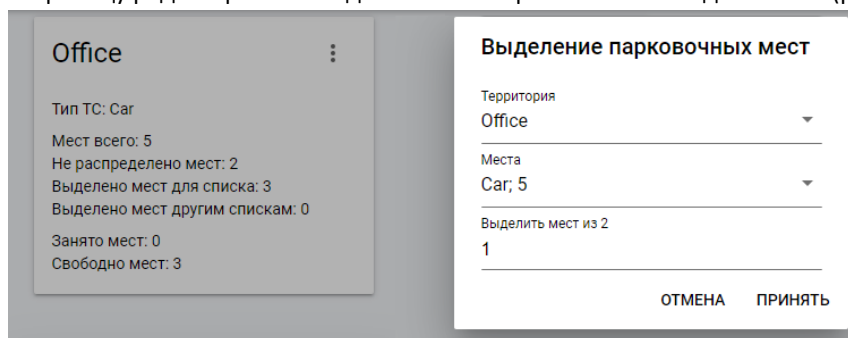 Office
Тип ТС: Car
Мест всего: 5
Не распределено мест: 2
Выделено мест для списка: 3
Выделено мест другим спискам: 0
Занято мест: 0
Свободно мест: 3
Выделение парковочных мест
Территория
Office
Места
Car; 5
Выделить мест из 2
1
ОТМЕНА ПРИНЯТЬ